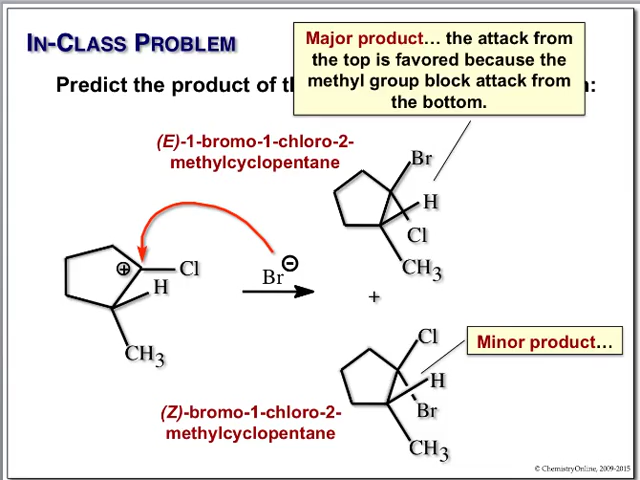 IN-CLASS PROBLEM
Major product… the attack from
the top is favored because the
methyl group block attack from
the bottom.
Predict the product of th
n:
(E)-1-bromo-1-chloro-2-
methylcyclopentane
Br
H
Cl
CH3
+
Cl
H
CH3
Br
⊖
+
Cl
H
Br
CH3
Minor product…
(Z)-bromo-1-chloro-2-
methylcyclopentane
© ChemistryOnline, 2009-2015